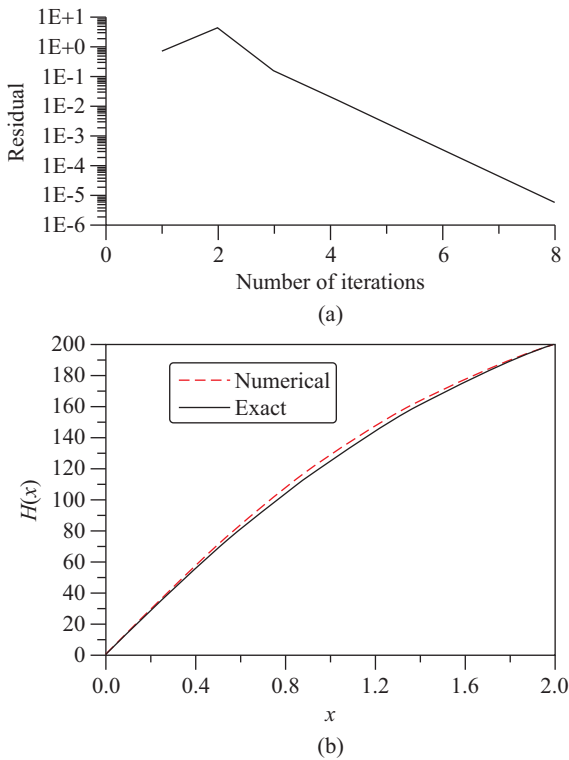 1E+1
1E+0
1E-1
1E-2
1E-3
1E-4
1E-5
1E-6
Residual
0 2 4 6 8
Number of iterations
(a)
200
180
160
140
120
100
80
60
40
20
0
H(x)
Numerical
Exact
0.0 0.4 0.8 1.2 1.6 2.0
x
(b)